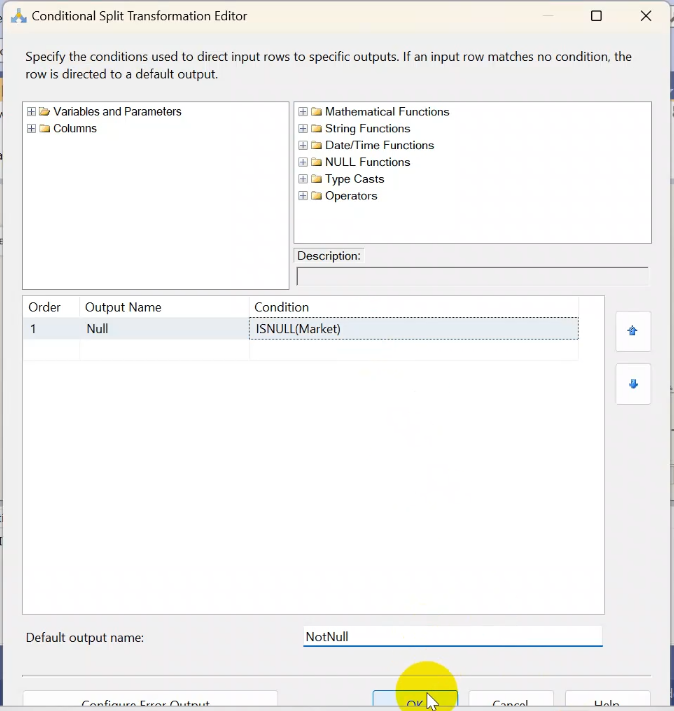 Conditional Split Transformation Editor
Specify the conditions used to direct input rows to specific outputs. If an input row matches no condition, the
row is directed to a default output.
Variables and Parameters
Columns
Mathematical Functions
String Functions
Date/Time Functions
NULL Functions
Type Casts
Operators
Description:
Order Output Name Condition
1 Null ISNULL(Market)
Default output name: NotNull
Configure Error Output OK Cancel Help